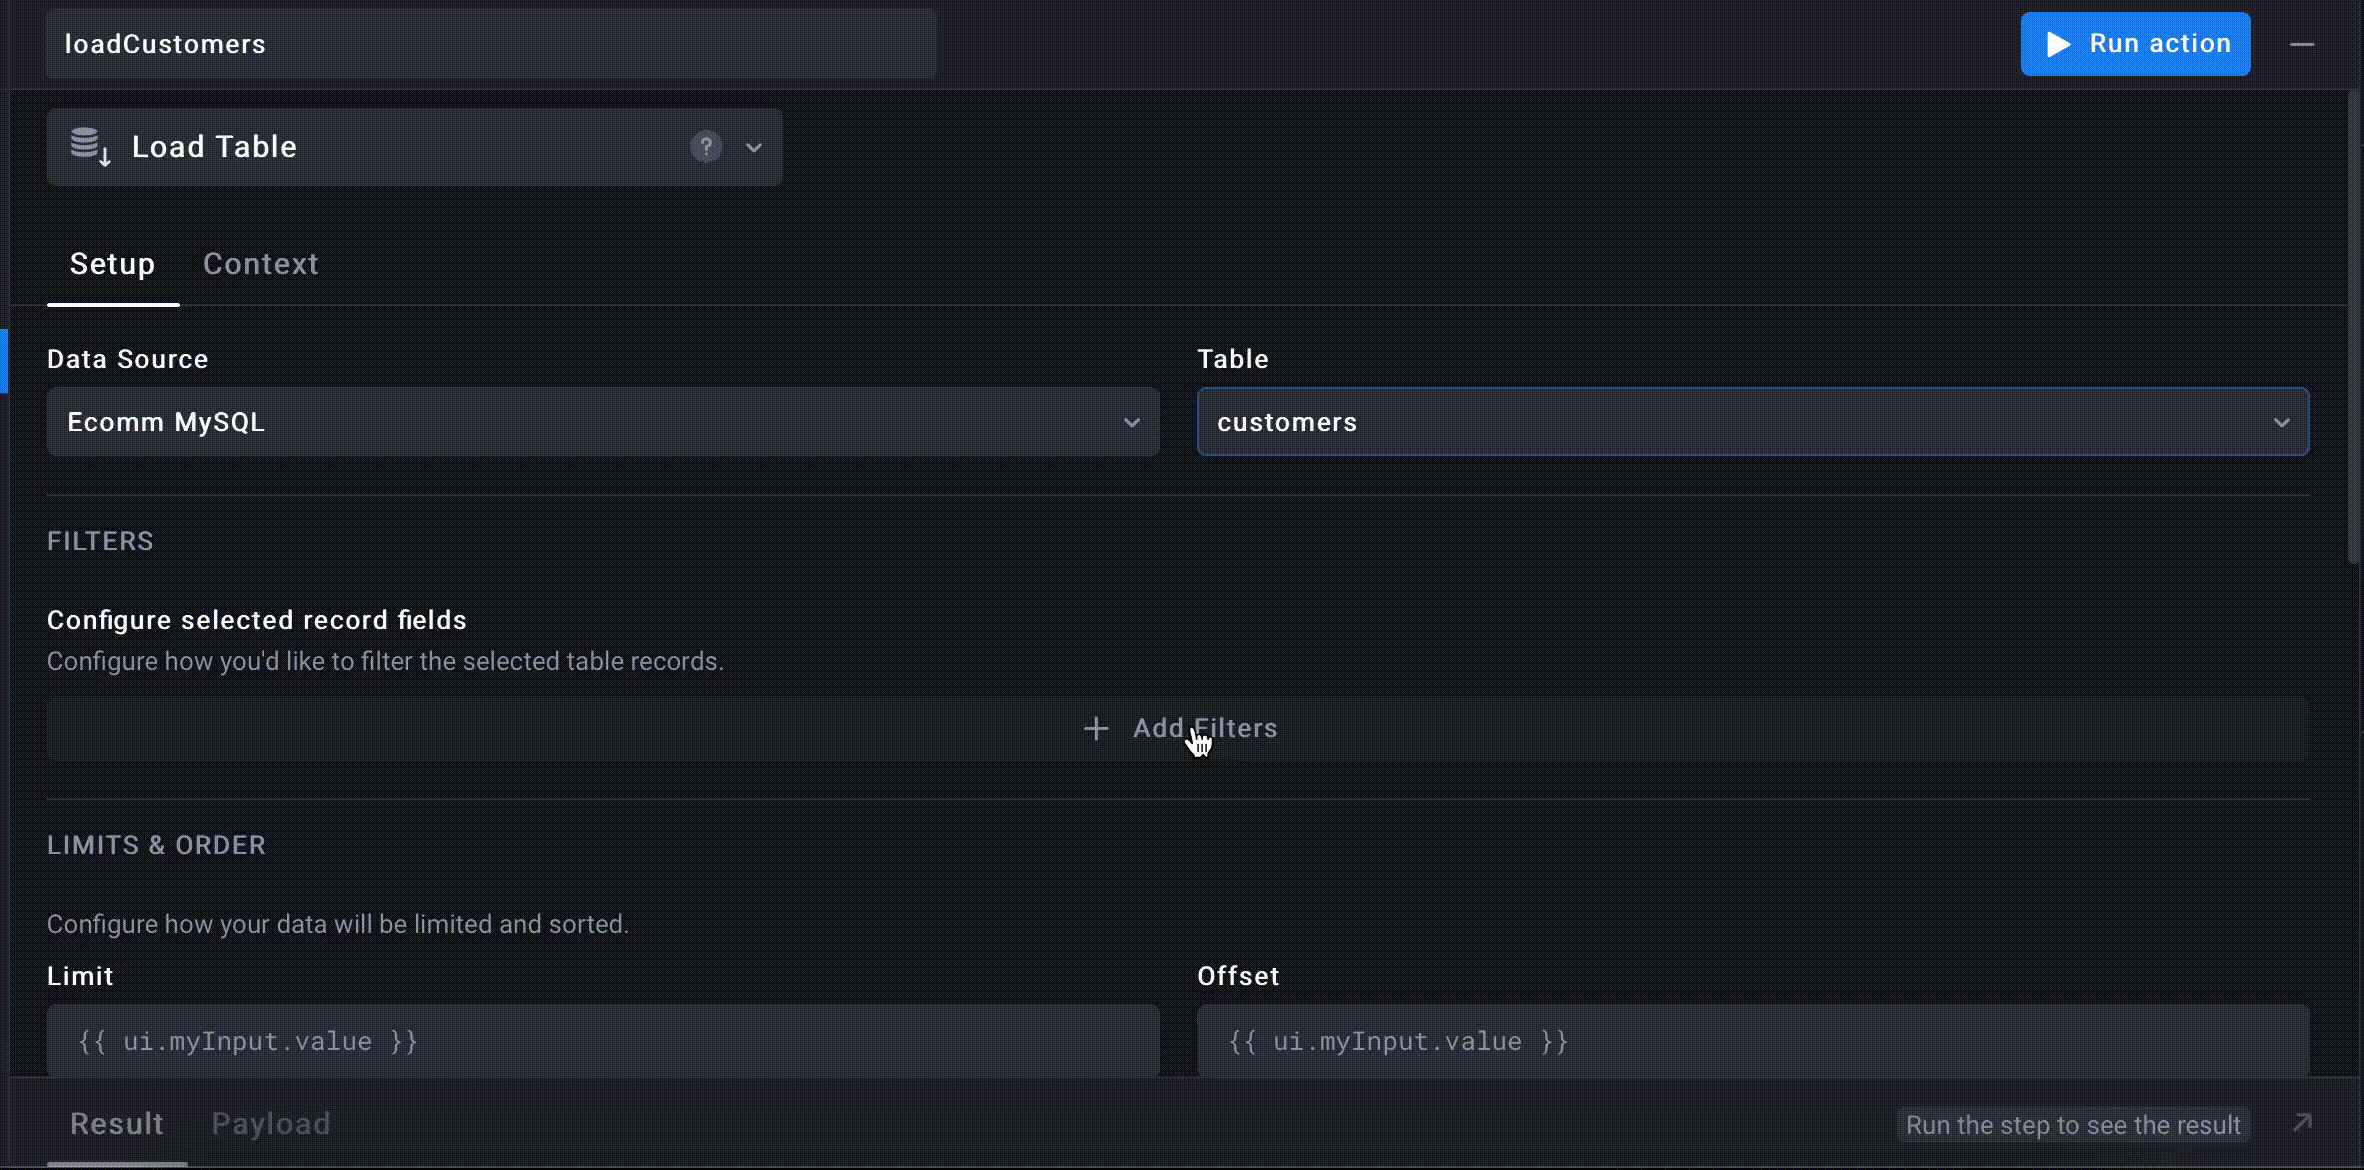 loadCustomers
Run action
Load Table
?
Setup Context
Data Source
Table
Ecomm MySQL
customers
FILTERS
Configure selected record fields
Configure how you'd like to filter the selected table records.
Add Filters
LIMITS & ORDER
Configure how your data will be limited and sorted.
Limit
Offset
{{ ui.myInput.value }}
{{ ui.myInput.value }}
Result Payload
Run the step to see the result